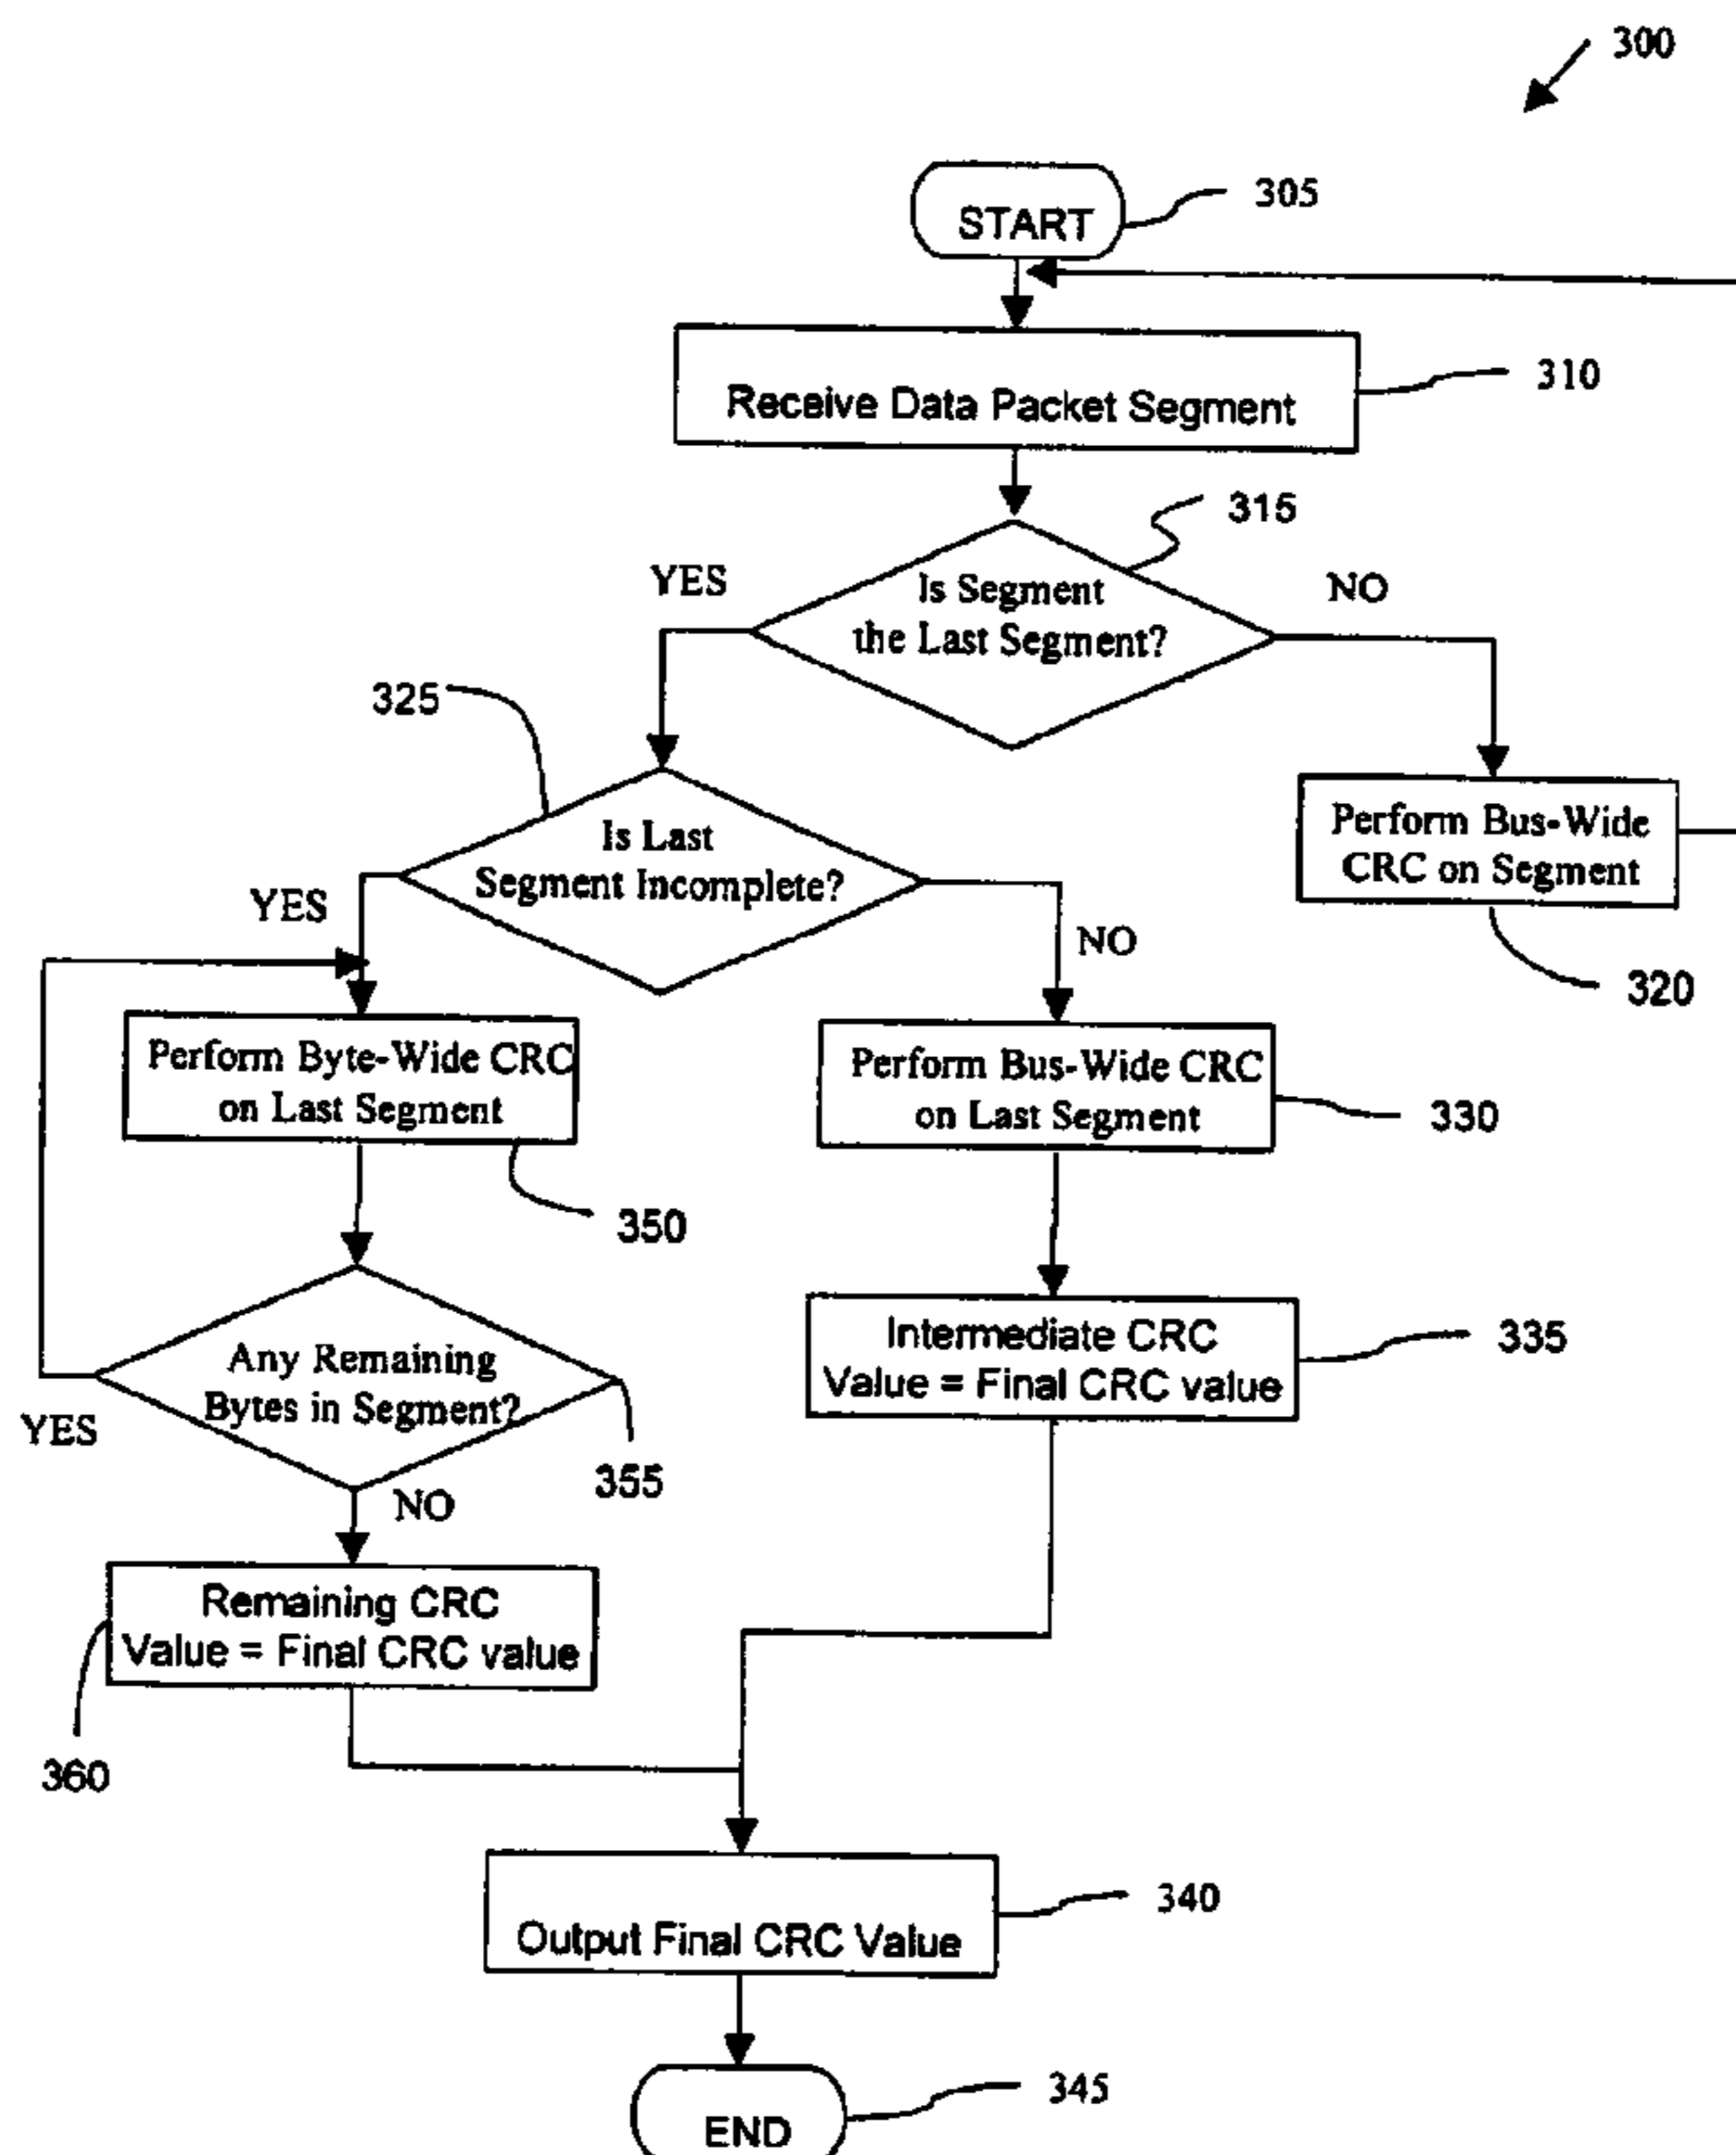 300
START
305
Receive Data Packet Segment
310
315
YES
Is Segment
the Last Segment?
NO
325
Is Last
Segment Incomplete?
Perform Bus-Wide
CRC on Segment
YES
NO
320
Perform Byte-Wide CRC
on Last Segment
Perform Bus-Wide CRC
on Last Segment
330
350
Intermediate CRC
Value = Final CRC value
335
Any Remaining
Bytes in Segment?
YES
355
NO
Remaining CRC
Value = Final CRC value
360
Output Final CRC Value
340
END
345